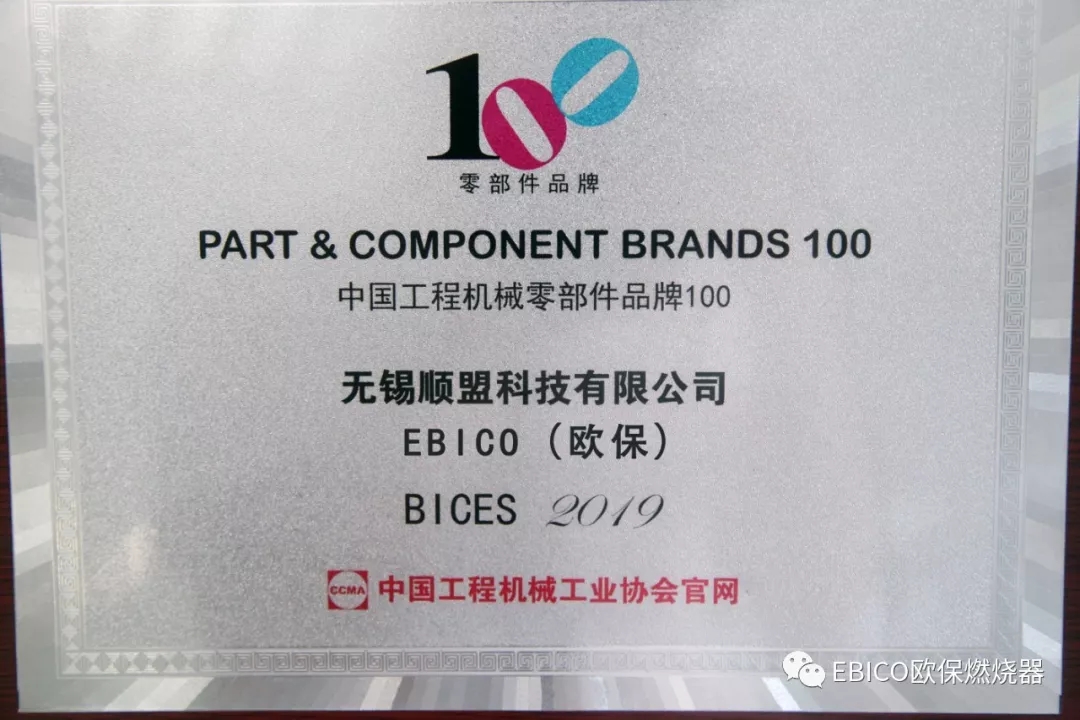 100
零部件品牌
PART & COMPONENT BRANDS 100
中国工程机械零部件品牌100
无锡顺盟科技有限公司
EBICO (欧保)
BICES 2019
CCMA 中国工程机械工业协会官网
EBICO欧保燃烧器